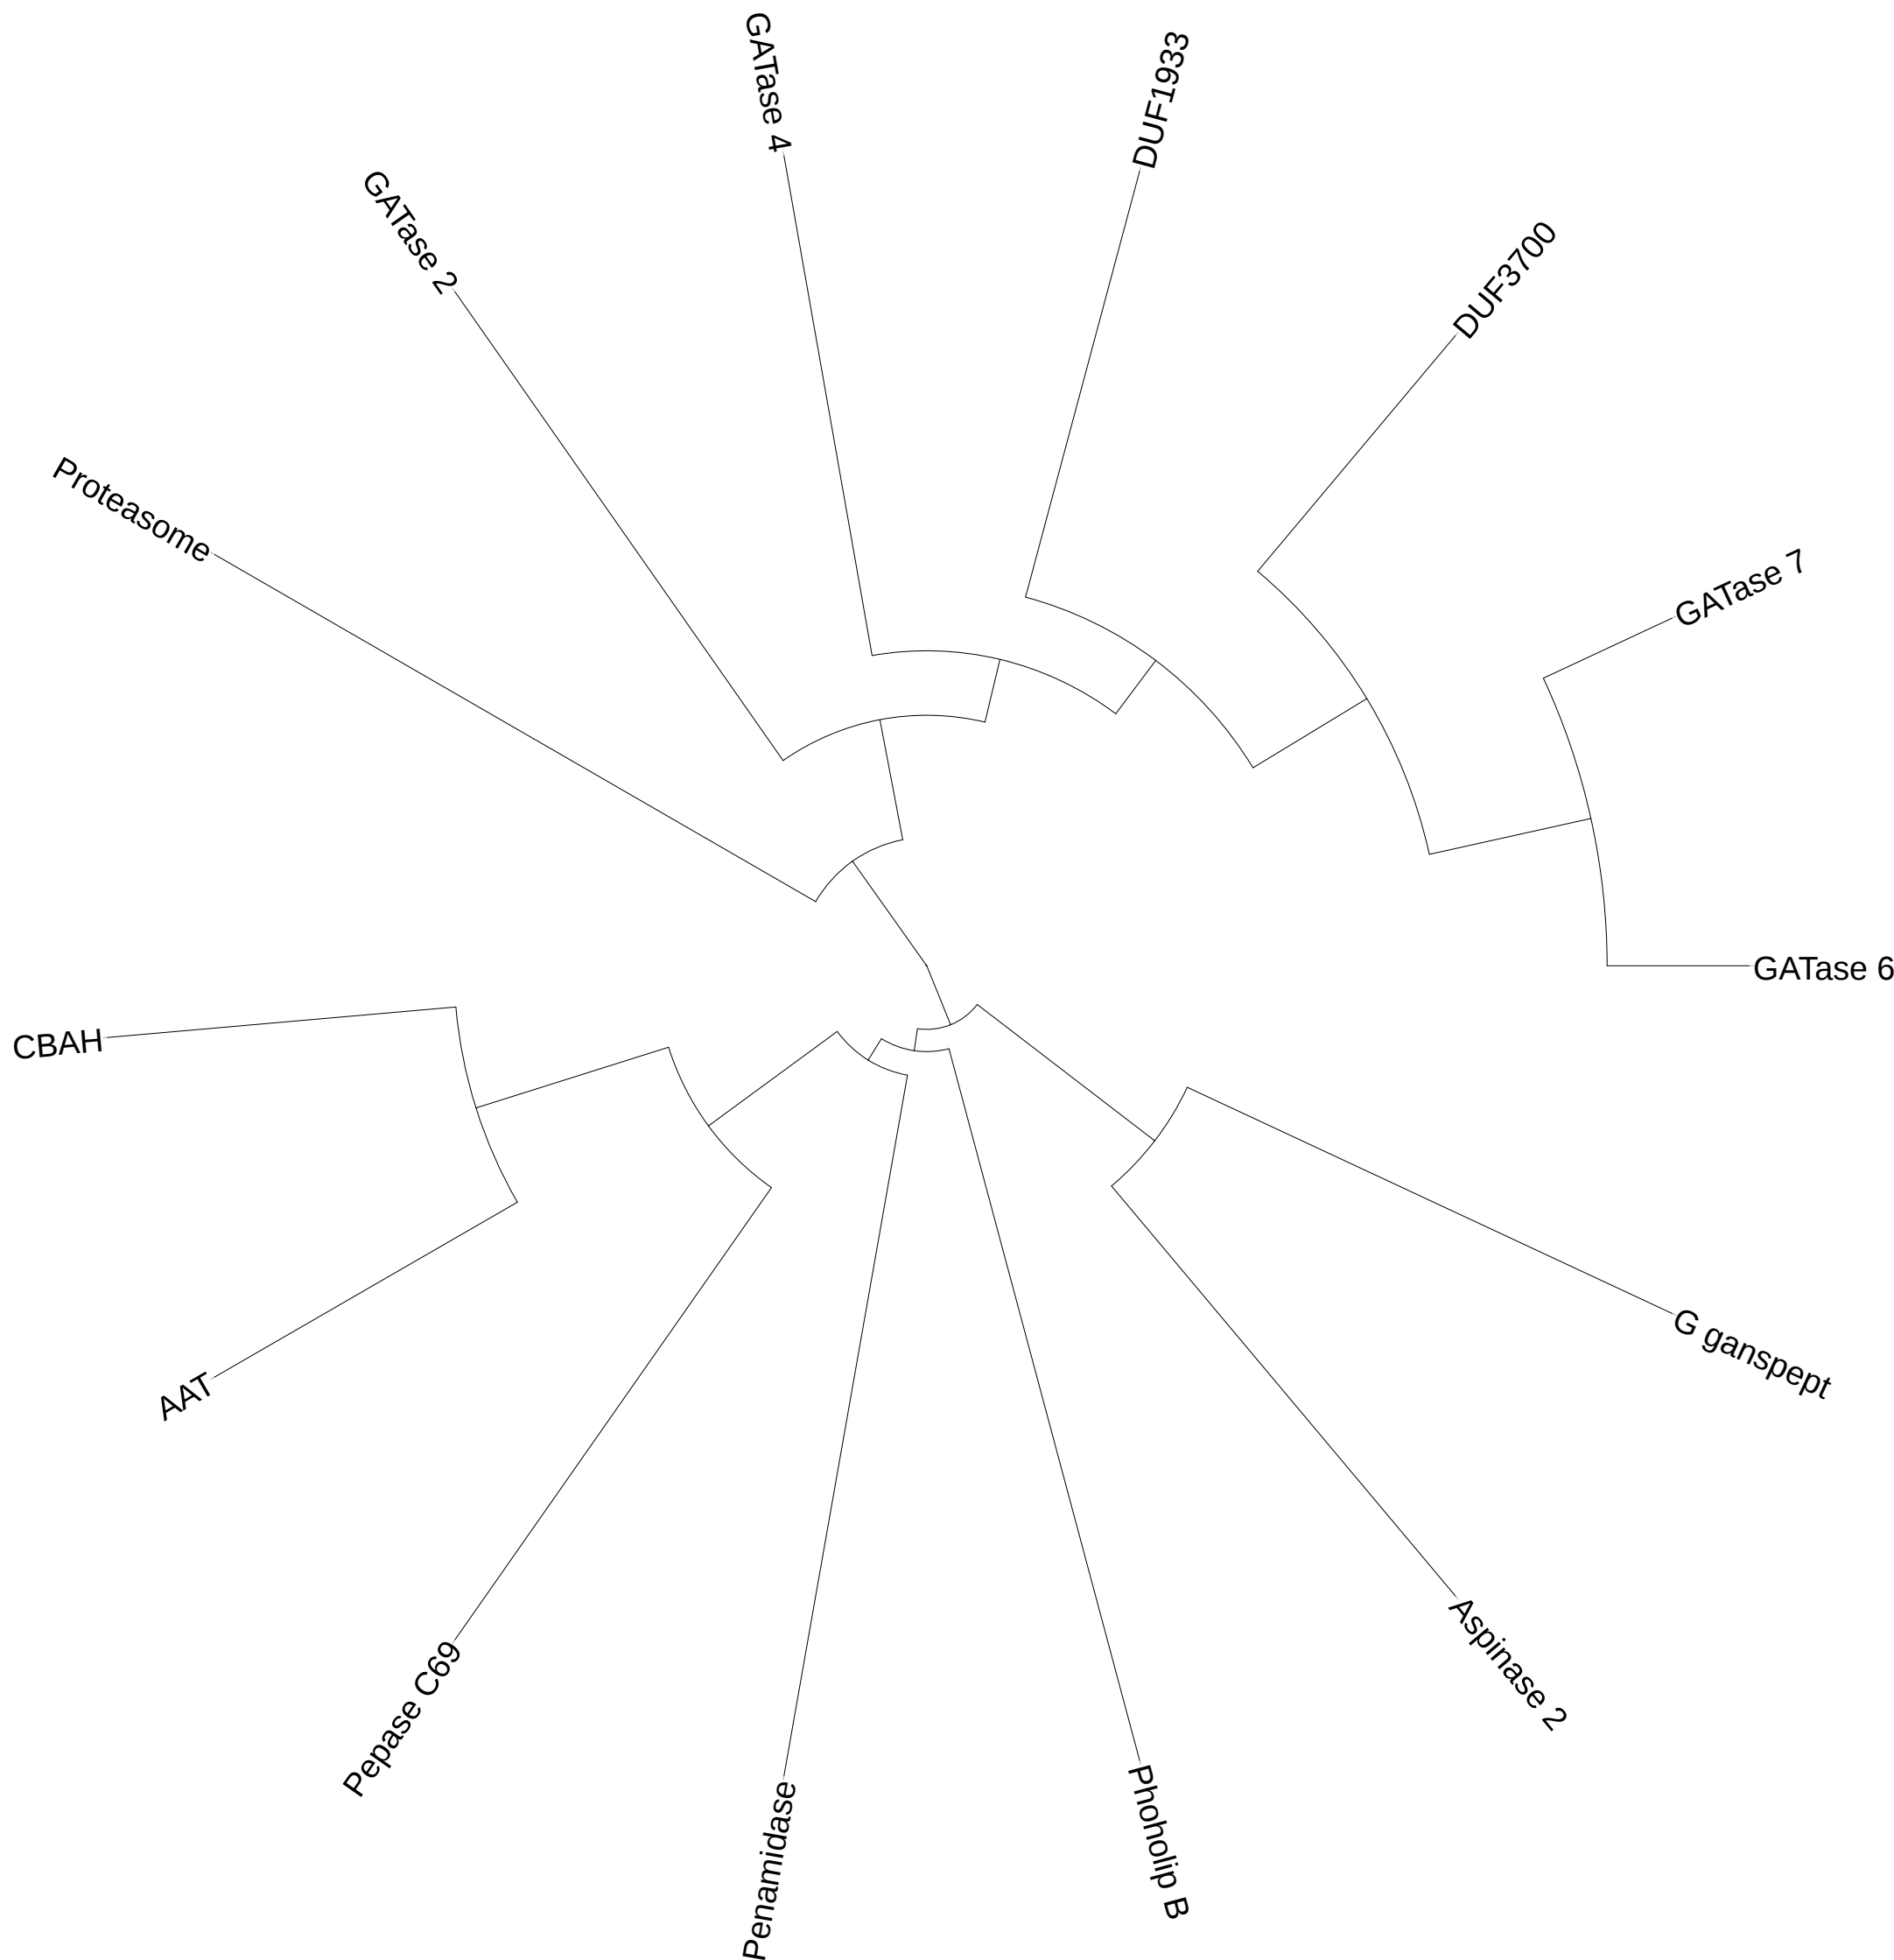 GATase 4
DUF1933
GATase 2
DUF3700
Proteasome
GATase 7
GATase 6
CBAH
G ganspept
AAT
Aspinase 2
Pepase C69
Phoholip B
Penamidase